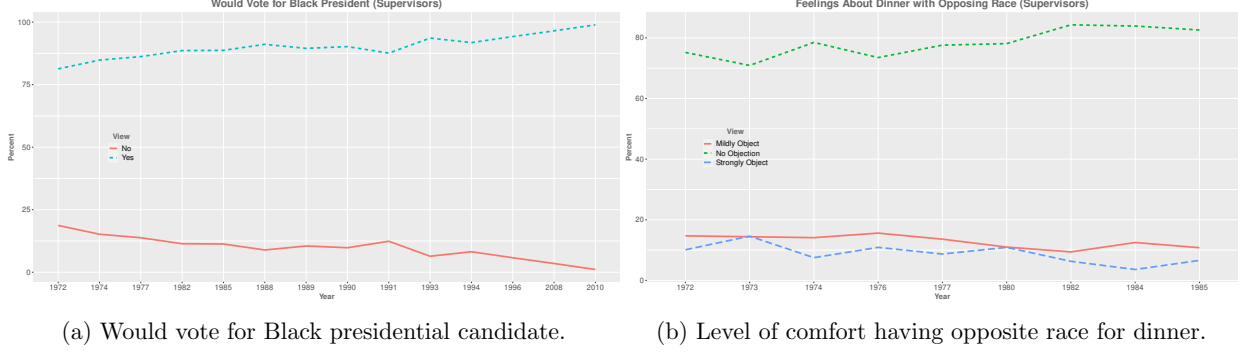 Would Vote for Black President (Supervisors)
100
75
50
25
0
Percent
View
No
Yes
1972 1974 1977 1982 1985 1988 1989 1990 1991 1993 1994 1996 2008 2010
Year
(a) Would vote for Black presidential candidate.
Feelings About Dinner with Opposing Race (Supervisors)
80
60
40
20
0
Percent
View
Mildly Object
No Objection
Strongly Object
1972 1973 1974 1976 1977 1980 1982 1984 1985
Year
(b) Level of comfort having opposite race for dinner.